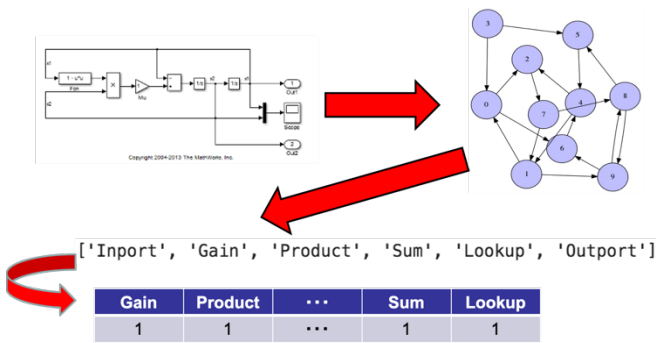 x1
x2
1 - u*u
Fcn
X
1
Mu
1/s
x2
1/s
x1
1
Out1
Scope
2
Out2
Copyright 2004-2013 The MathWorks, Inc.
3
5
2
8
0
7
4
6
1
9
['Inport', 'Gain', 'Product', 'Sum', 'Lookup', 'Outport']
Gain Product ... Sum Lookup
1 1 ... 1 1